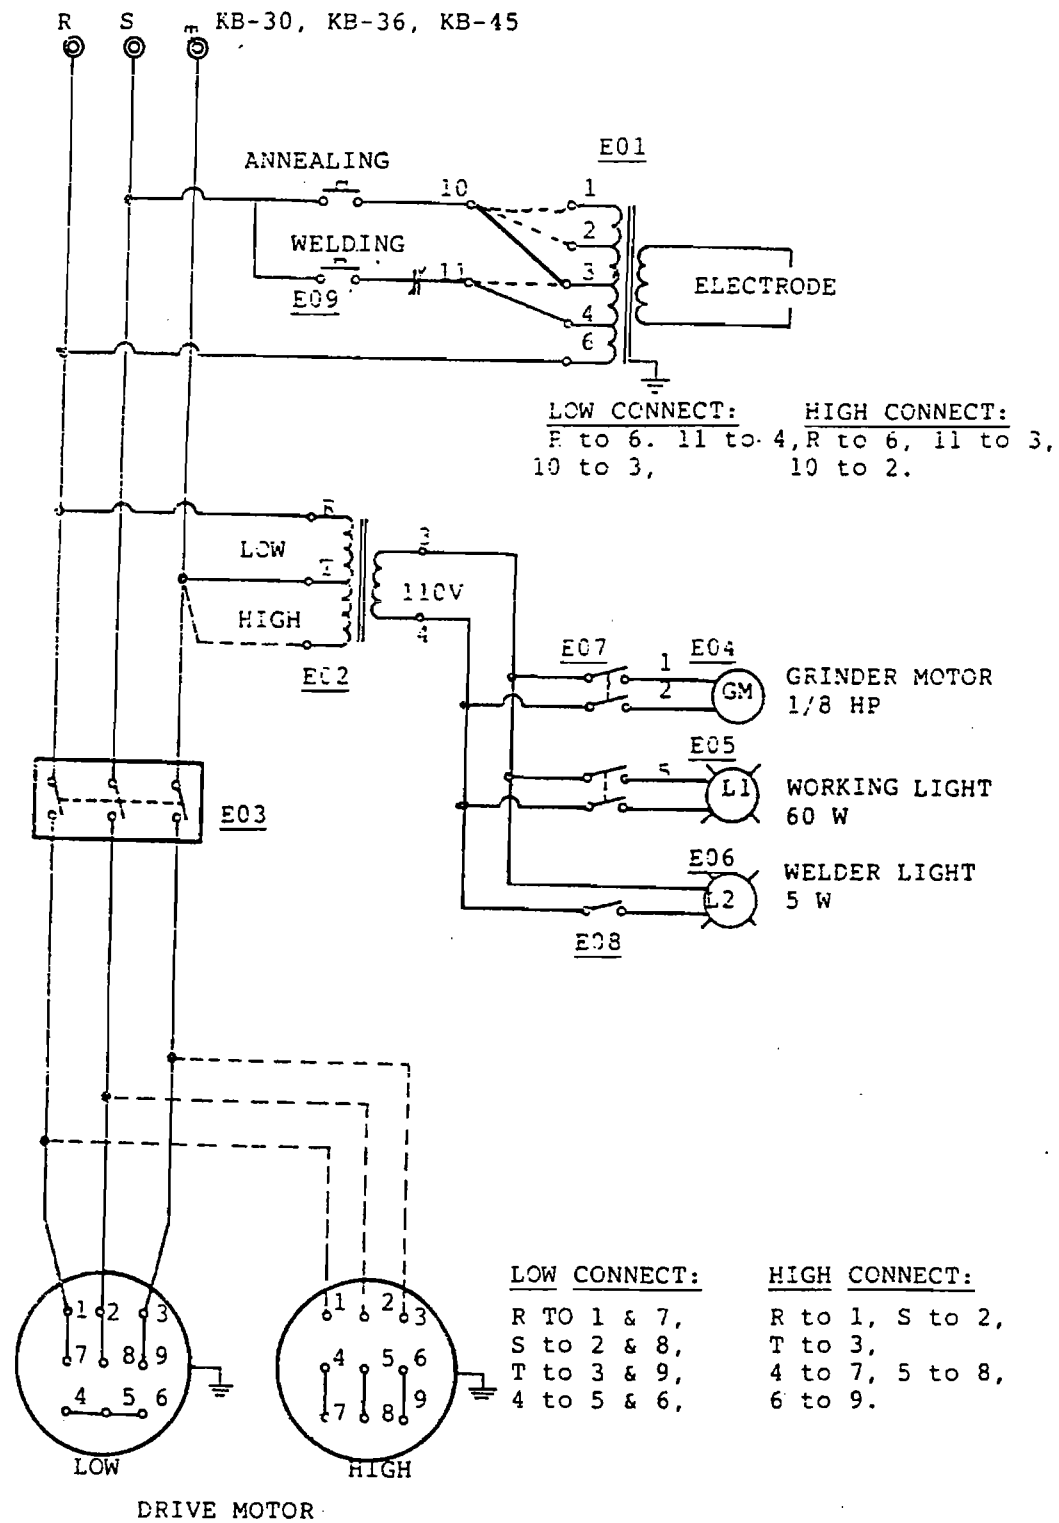 R S KB-30, KB-36, KB-45
E01
ANNEALING
10 1
2
WELDING
11 3
E09
ELECTRODE
4
6
LOW CONNECT: HIGH CONNECT:
R to 6. 11 to 4, R to 6, 11 to 3,
10 to 3, 10 to 2.
R
3
LOW
T
110V
HIGH
4
E02
E07 1 E04
2 GM
GRINDER MOTOR
1/8 HP
E05
5 L1
WORKING LIGHT
60 W
E03
E06
WELDER LIGHT
L2 5 W
E08
LOW CONNECT: HIGH CONNECT:
R TO 1 & 7, R to 1, S to 2,
S to 2 & 8, T to 3,
T to 3 & 9, 4 to 7, 5 to 8,
4 to 5 & 6, 6 to 9.
1 2 3
7 8 9
4 5 6
LOW
1 2 3
4 5 6
7 8 9
HIGH
DRIVE MOTOR